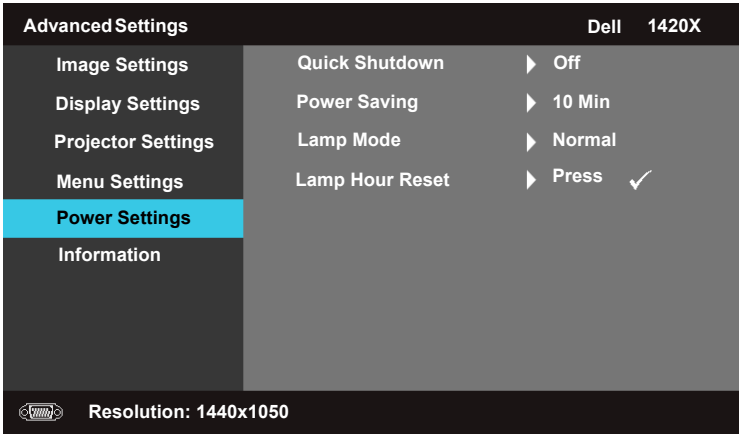 Advanced Settings Dell 1420X
Image Settings
Display Settings
Projector Settings
Menu Settings
Power Settings
Information
Quick Shutdown Off
Power Saving 10 Min
Lamp Mode Normal
Lamp Hour Reset Press
Resolution: 1440x1050